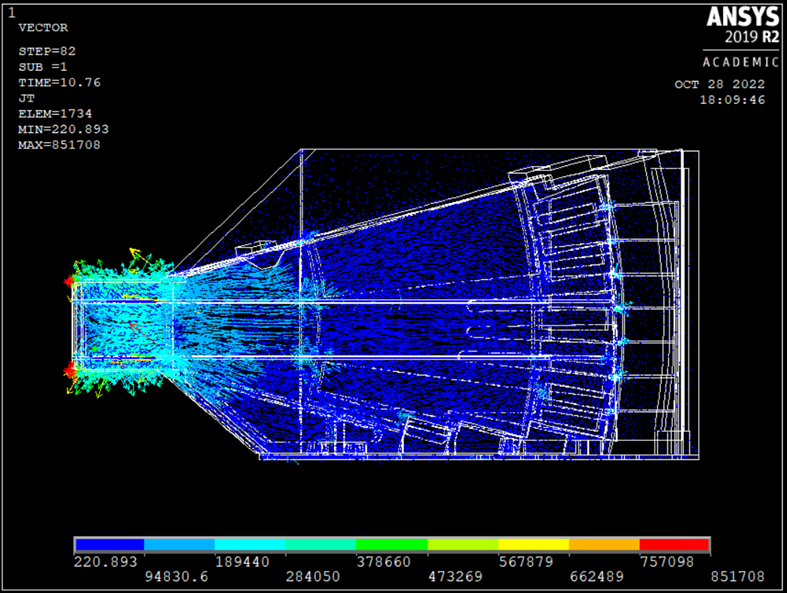 1
VECTOR
STEP=82
SUB =1
TIME=10.76
JT
ELEM=1734
MIN=220.893
MAX=851708
ANSYS
2019 R2
ACADEMIC
OCT 28 2022
18:09:46
220.893 189440 378660 567879 757098
94830.6 284050 473269 662489 851708